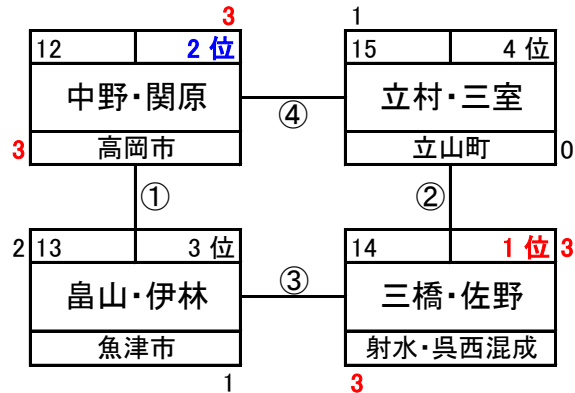 3 1
12 2位 15 4位
中野・関原 立村・三室
④
3 高岡市 立山町 0
① ②
2 13 3位 14 1位 3
畠山・伊林 三橋・佐野
③
魚津市 射水・呉西混成
1 3